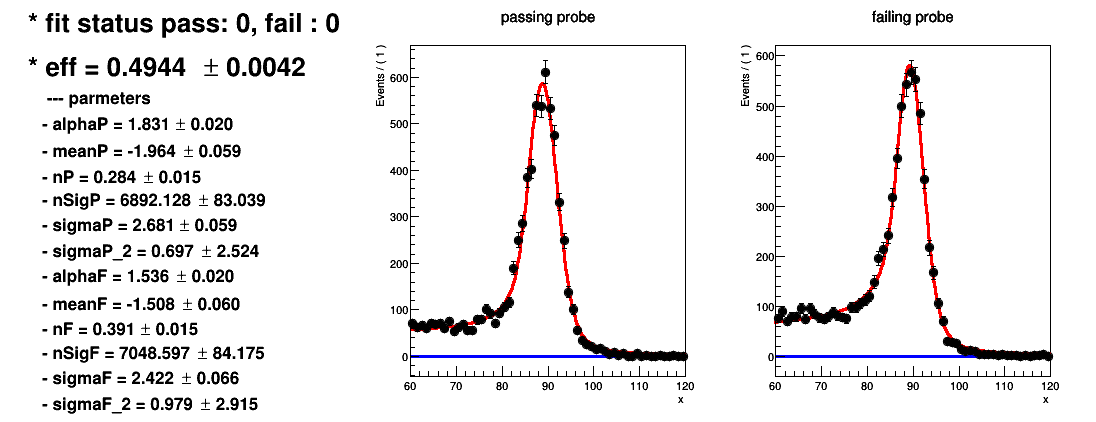 * fit status pass: 0, fail : 0
* eff = 0.4944 ± 0.0042
--- parmeters
- alphaP = 1.831 ± 0.020
- meanP = -1.964 ± 0.059
- nP = 0.284 ± 0.015
- nSigP = 6892.128 ± 83.039
- sigmaP = 2.681 ± 0.059
- sigmaP_2 = 0.697 ± 2.524
- alphaF = 1.536 ± 0.020
- meanF = -1.508 ± 0.060
- nF = 0.391 ± 0.015
- nSigF = 7048.597 ± 84.175
- sigmaF = 2.422 ± 0.066
- sigmaF_2 = 0.979 ± 2.915
passing probe
Events / ( 1 )
600
500
400
300
200
100
0
60 70 80 90 100 110 120
x
failing probe
Events / ( 1 )
600
500
400
300
200
100
0
60 70 80 90 100 110 120
x